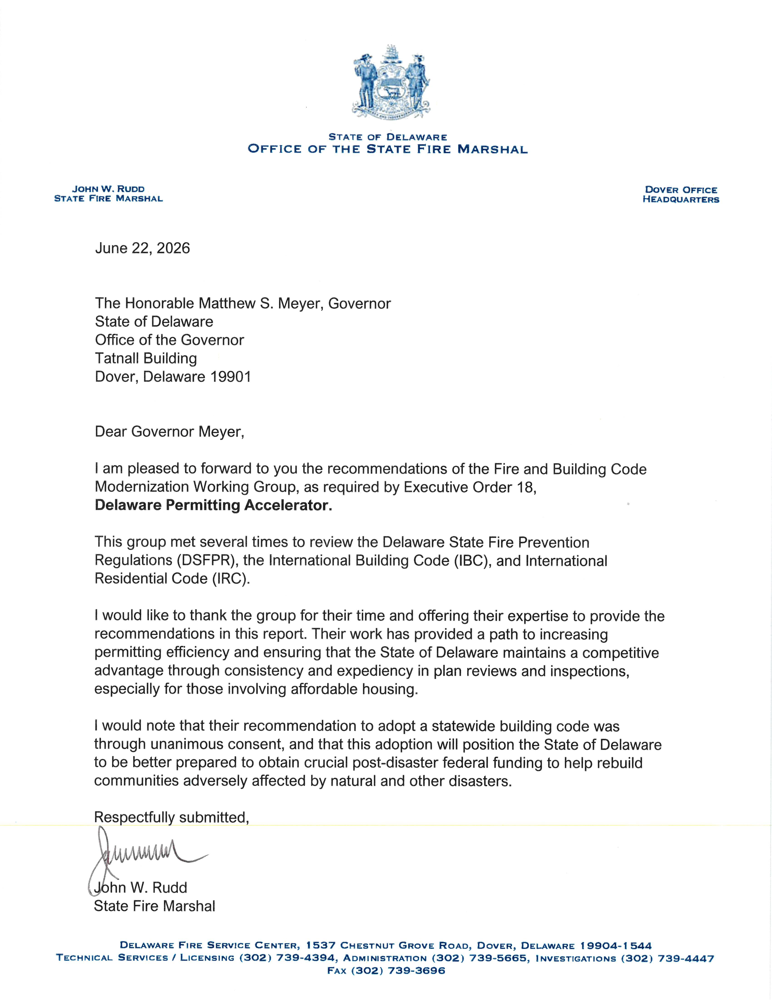 STATE OF DELAWARE
OFFICE OF THE STATE FIRE MARSHAL
JOHN W. RUDD
STATE FIRE MARSHAL
DOVER OFFICE
HEADQUARTERS
June 22, 2026
The Honorable Matthew S. Meyer, Governor
State of Delaware
Office of the Governor
Tatnall Building
Dover, Delaware 19901
Dear Governor Meyer,
I am pleased to forward to you the recommendations of the Fire and Building Code
Modernization Working Group, as required by Executive Order 18,
Delaware Permitting Accelerator.
This group met several times to review the Delaware State Fire Prevention
Regulations (DSFPR), the International Building Code (IBC), and International
Residential Code (IRC).
I would like to thank the group for their time and offering their expertise to provide the
recommendations in this report. Their work has provided a path to increasing
permitting efficiency and ensuring that the State of Delaware maintains a competitive
advantage through consistency and expediency in plan reviews and inspections,
especially for those involving affordable housing.
I would note that their recommendation to adopt a statewide building code was
through unanimous consent, and that this adoption will position the State of Delaware
to be better prepared to obtain crucial post-disaster federal funding to help rebuild
communities adversely affected by natural and other disasters.
Respectfully submitted,
John W. Rudd
State Fire Marshal
DELAWARE FIRE SERVICE CENTER, 1537 CHESTNUT GROVE ROAD, DOVER, DELAWARE 19904-1544
TECHNICAL SERVICES / LICENSING (302) 739-4394, ADMINISTRATION (302) 739-5665, INVESTIGATIONS (302) 739-4447
FAX (302) 739-3696